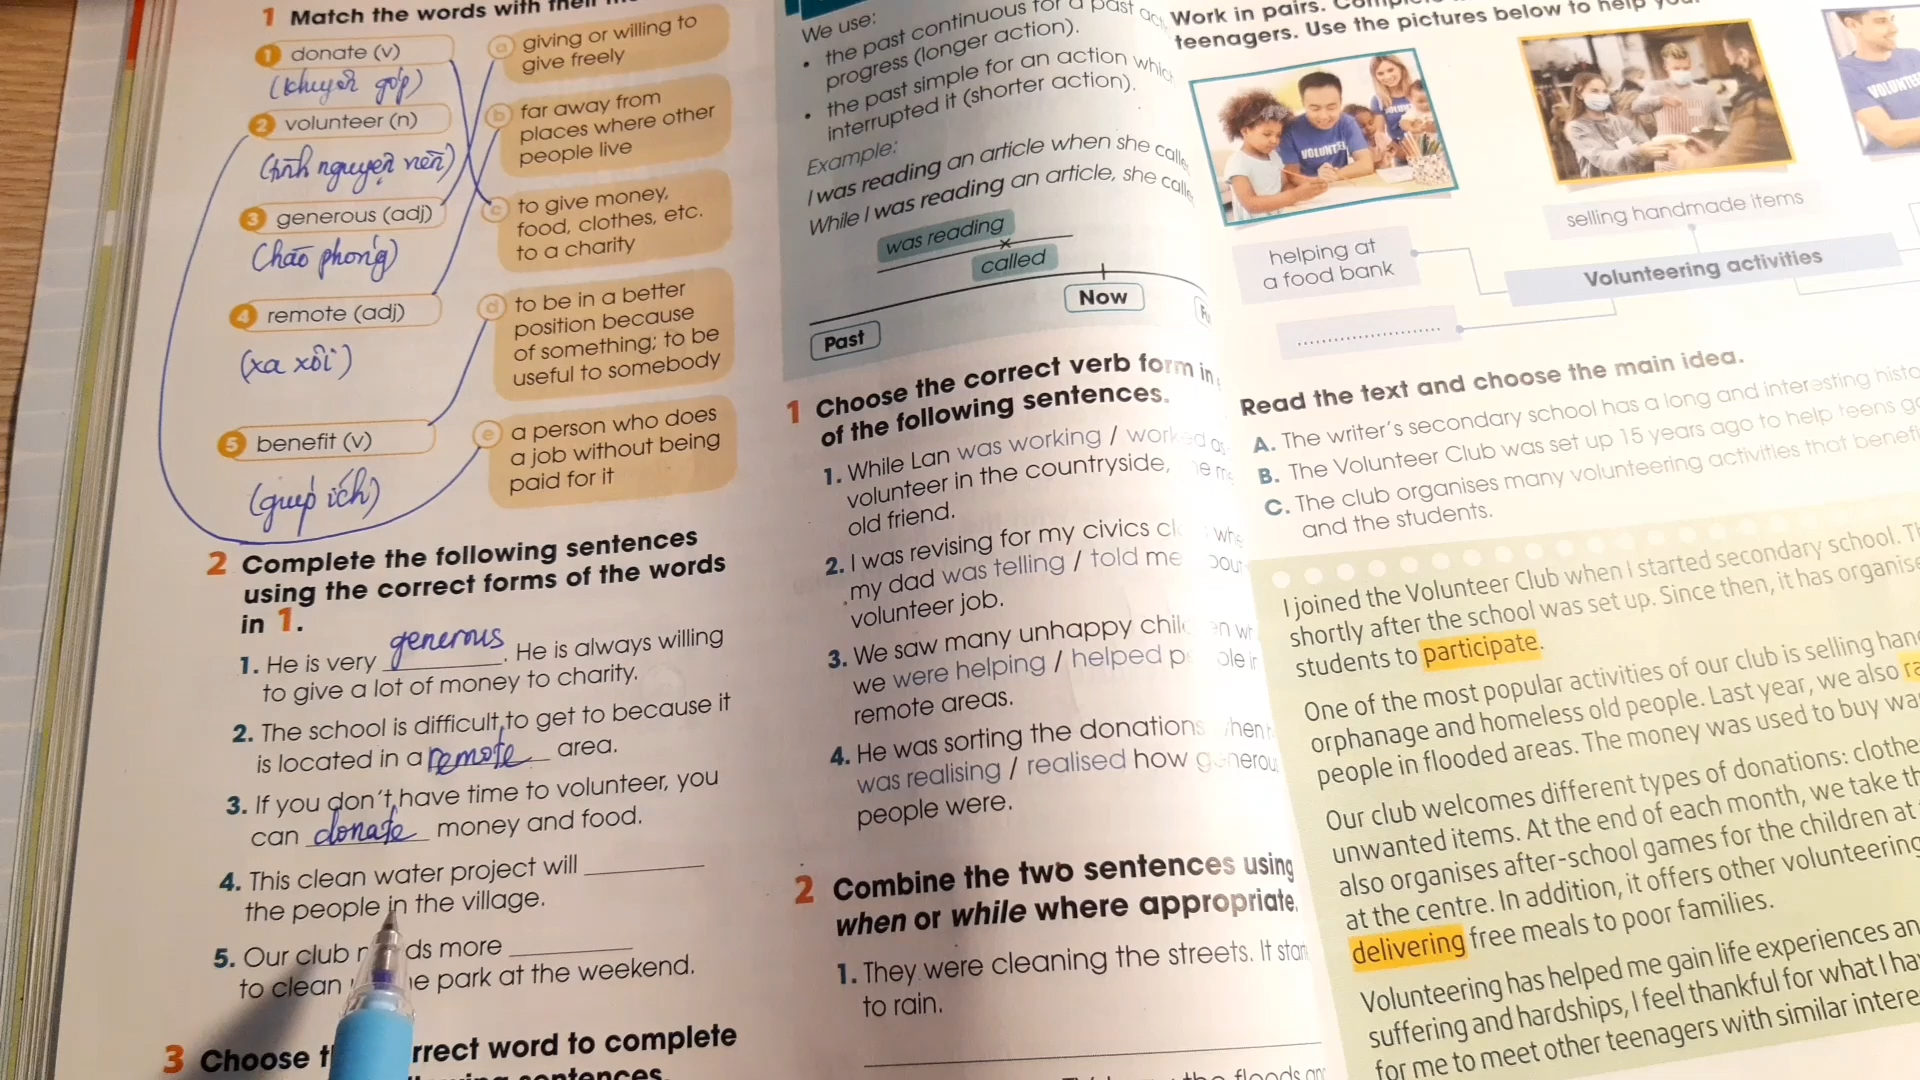 1 Match the words with
1 donate (v)
(khuyên góp)
2 volunteer (n)
(tình nguyện viên)
3 generous (adj)
(hào phóng)
4 remote (adj)
(xa xôi)
5 benefit (v)
(giúp ích)
a giving or willing to
give freely
b far away from
places where other
people live
c to give money,
food, clothes, etc.
to a charity
d to be in a better
position because
of something; to be
useful to somebody
e a person who does
a job without being
paid for it
2 Complete the following sentences
using the correct forms of the words
in 1.
1. He is very generous. He is always willing
to give a lot of money to charity.
2. The school is difficult to get to because it
is located in a remote area.
3. If you don't have time to volunteer, you
can donate money and food.
4. This clean water project will ________
the people in the village.
5. Our club ds more ________
to clean e park at the weekend.
3 Choose t rrect word to complete
sentences.
We use:
• the past continuous for a past
progress (longer action).
• the past simple for an action
interrupted it (shorter action).
Example:
I was reading an article when she
While I was reading an article, she
was reading
called
Now
Past
1 Choose the correct verb form in
of the following sentences.
1. While Lan was working / worked as
volunteer in the countryside,
old friend.
2. I was revising for my civics
my dad was telling / told me
volunteer job.
3. We saw many unhappy
we were helping / helped
remote areas.
4. He was sorting the donations
was realising / realised how
people were.
2 Combine the two sentences using
when or while where appropriate.
1. They were cleaning the streets. It
to rain.
Work in pairs.
teenagers. Use the pictures below to help you.
VOLUNTE
VOLUNTE
helping at
a food bank
selling handmade items
Volunteering activities
....................
Read the text and choose the main idea.
A. The writer's secondary school has a long and interesting
B. The Volunteer Club was set up 15 years ago to help teens
C. The club organises many volunteering activities that
and the students.
I joined the Volunteer Club when I started secondary school.
shortly after the school was set up. Since then, it has
students to participate.
One of the most popular activities of our club is selling
orphanage and homeless old people. Last year, we also
people in flooded areas. The money was used to buy
Our club welcomes different types of donations:
unwanted items. At the end of each month, we take
also organises after-school games for the children at
at the centre. In addition, it offers other volunteering
delivering free meals to poor families.
Volunteering has helped me gain life experiences
suffering and hardships, I feel thankful for what I
for me to meet other teenagers with similar